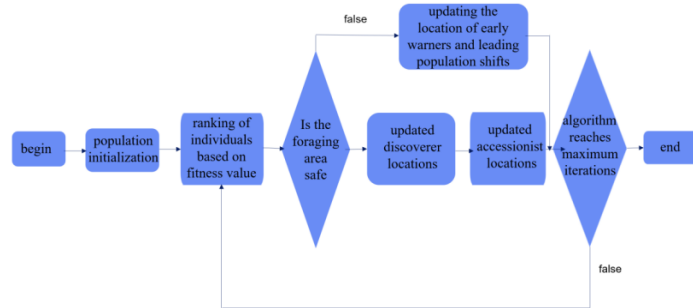 begin
population
initialization
ranking of
individuals
based on
fitness value
Is the
foraging
area
safe
false
updating the
location of early
warners and leading
population shifts
updated
discoverer
locations
updated
accessionist
locations
algorithm
reaches
maximum
iterations
end
false